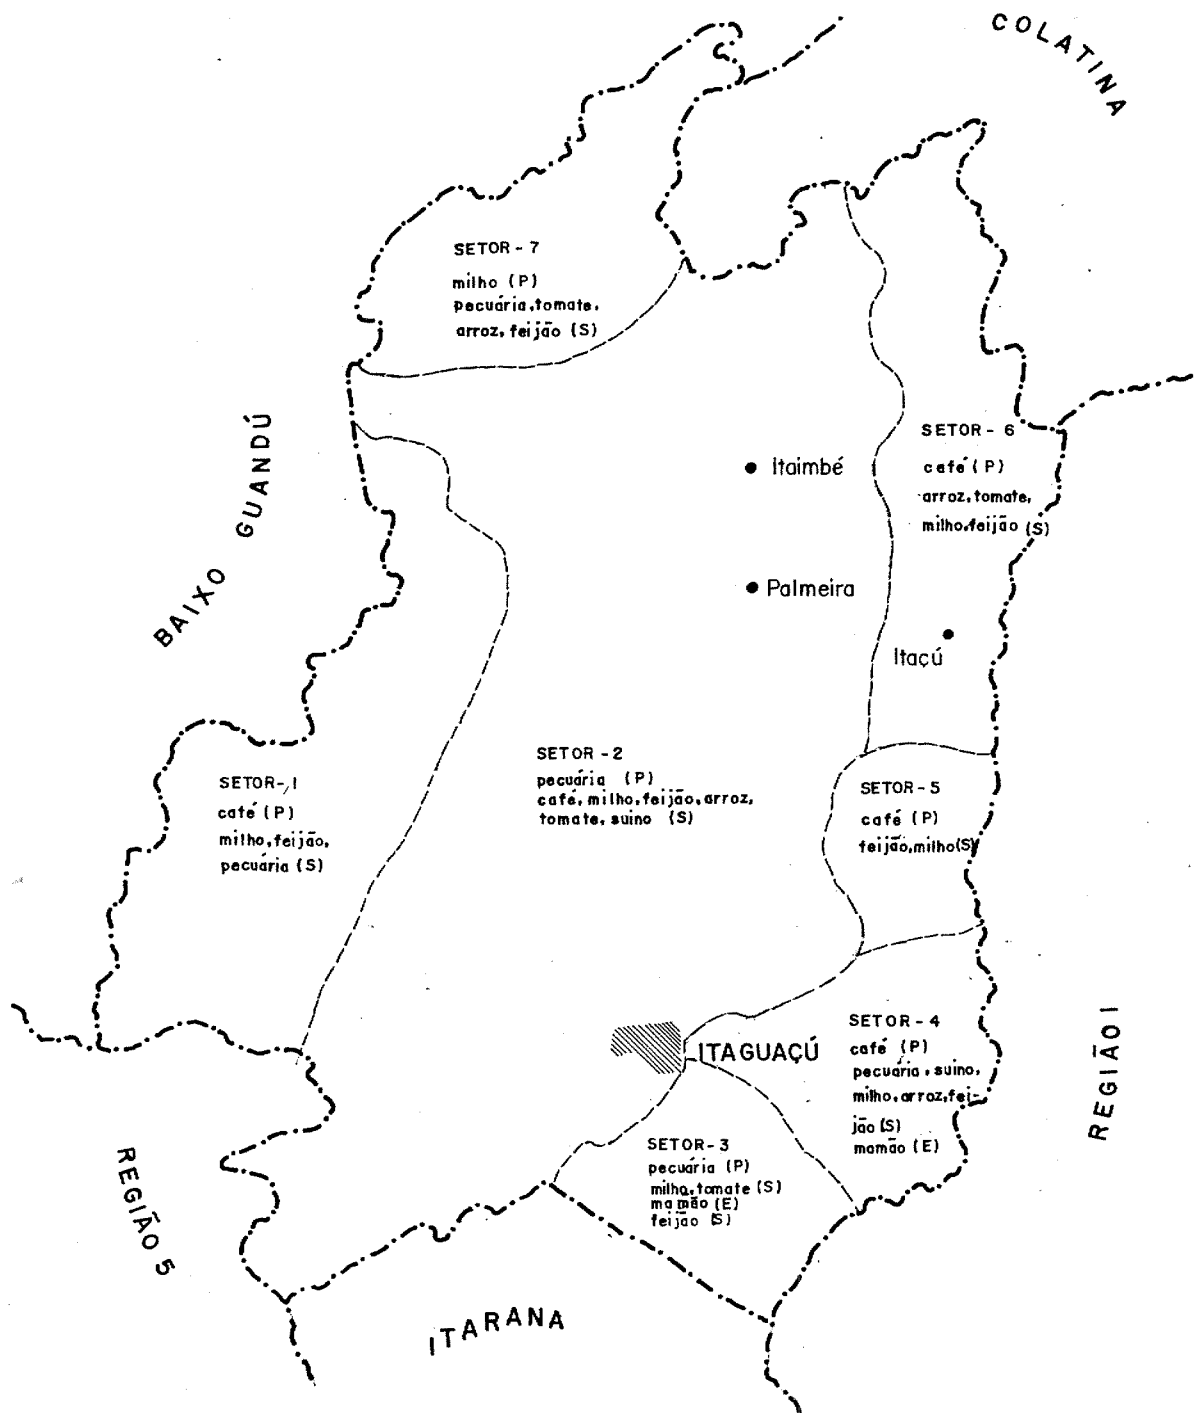 COLATINA
SETOR - 7
milho (P)
pecuária, tomate,
arroz, feijão (S)
BAIXO GUANDÚ
SETOR - 6
café (P)
arroz, tomate,
milho, feijão (S)
Itaimbé
Palmeira
Itaçú
SETOR - 2
pecuária (P)
café, milho, feijão, arroz,
tomate, suino (S)
SETOR - 1
café (P)
milho, feijão,
pecuária (S)
SETOR - 5
café (P)
feijão, milho (S)
ITAGUAÇÚ
SETOR - 4
café (P)
pecuária, suino,
milho, arroz, fei-
jão (S)
mamão (E)
REGIÃO I
SETOR - 3
pecuária (P)
milho, tomate (S)
mamão (E)
feijão (S)
REGIÃO 5
ITARANA